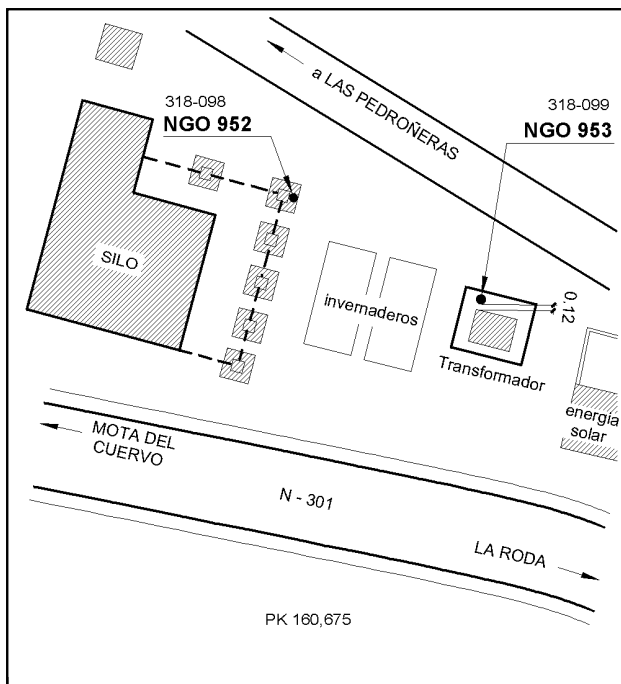 318-098
NGO 952
a LAS PEDROÑERAS
318-099
NGO 953
SILO
invernaderos
0.12
Transformador
energia
solar
MOTA DEL
CUERVO
N - 301
LA RODA
PK 160,675